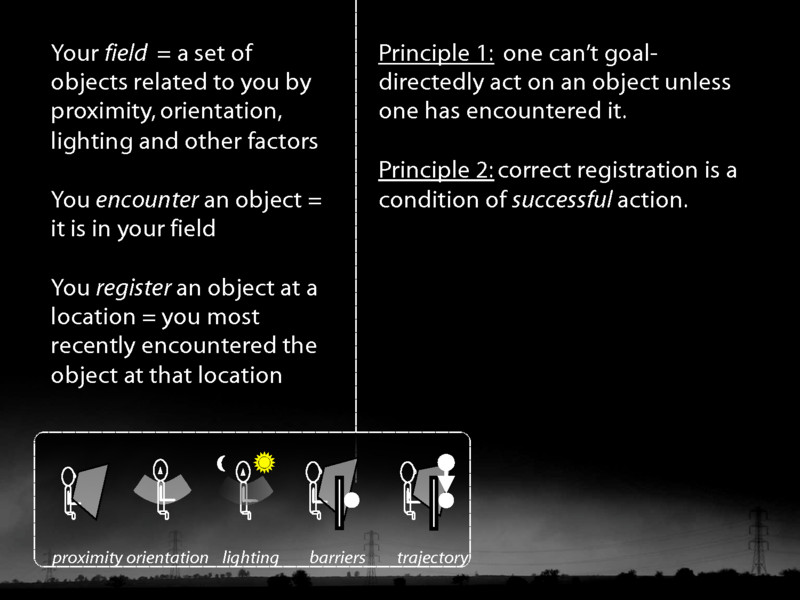 Your field = a set of
objects related to you by
proximity, orientation,
lighting and other factors
You encounter an object =
it is in your field
You register an object at a
location = you most
recently encountered the
object at that location
Principle 1: one can't goal-
directedly act on an object unless
one has encountered it.
Principle 2: correct registration is a
condition of successful action.
proximity orientation lighting barriers trajectory